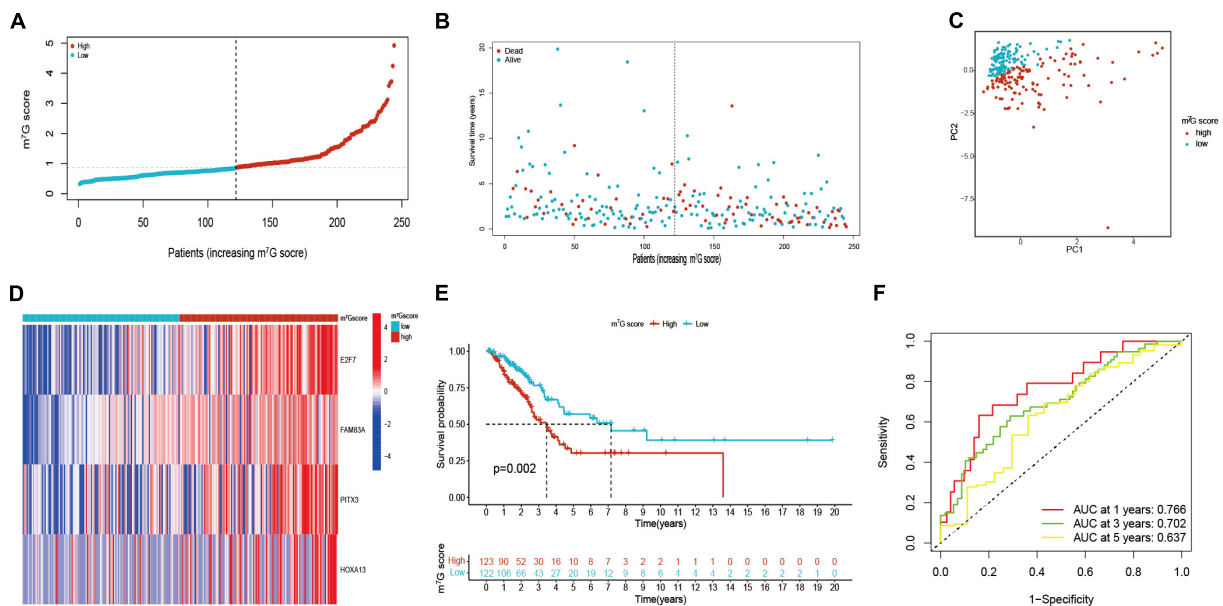 A
High
Low
5
4
3
2
1
0
m⁷G score
0 50 100 150 200 250
Patients (increasing m⁷G socre)
B
Dead
Alive
20
15
10
5
0
Survival time (years)
0 50 100 150 200 250
Patients (increasing m⁷G socre)
C
0.0
−2.5
−5.0
−7.5
PC2
0 2 4
PC1
m⁷G score
high
low
D
m⁷Gscore
E2F7
FAM83A
PITX3
HOXA13
4
2
0
−2
−4
m⁷Gscore
low
high
E
m⁷G score High Low
1.00
0.75
0.50
0.25
0.00
Survival probability
p=0.002
0 1 2 3 4 5 6 7 8 9 10 11 12 13 14 15 16 17 18 19 20
Time(years)
m⁷G score
High 123 90 52 30 16 10 8 7 3 2 2 1 1 1 0 0 0 0 0 0 0
Low 122 106 66 43 27 20 19 12 9 8 6 4 4 4 2 2 2 2 2 1 0
0 1 2 3 4 5 6 7 8 9 10 11 12 13 14 15 16 17 18 19 20
Time(years)
F
1.0
0.8
0.6
0.4
0.2
0.0
Sensitivity
AUC at 1 years: 0.766
AUC at 3 years: 0.702
AUC at 5 years: 0.637
0.0 0.2 0.4 0.6 0.8 1.0
1−Specificity